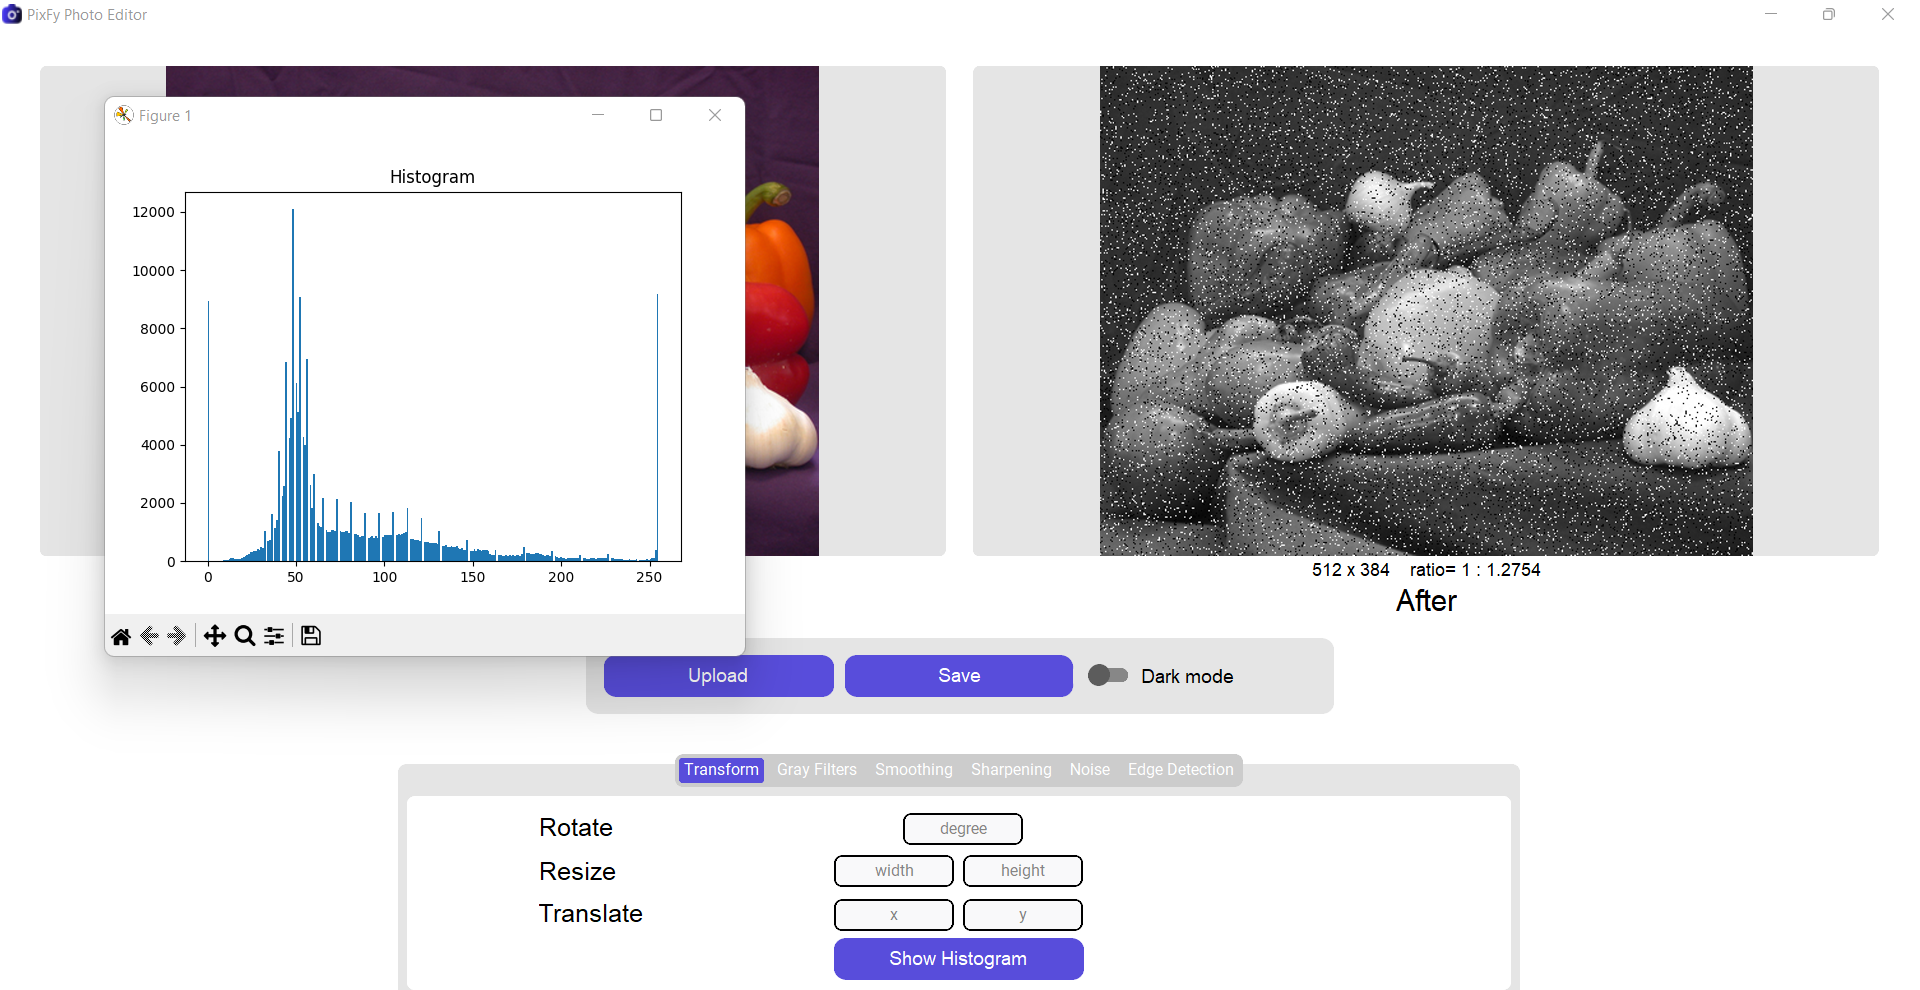 PixFy Photo Editor
Figure 1
Histogram
12000
10000
8000
6000
4000
2000
0
0 50 100 150 200 250
512 x 384 ratio= 1 : 1.2754
After
Upload Save Dark mode
Transform Gray Filters Smoothing Sharpening Noise Edge Detection
Rotate degree
Resize width height
Translate x y
Show Histogram